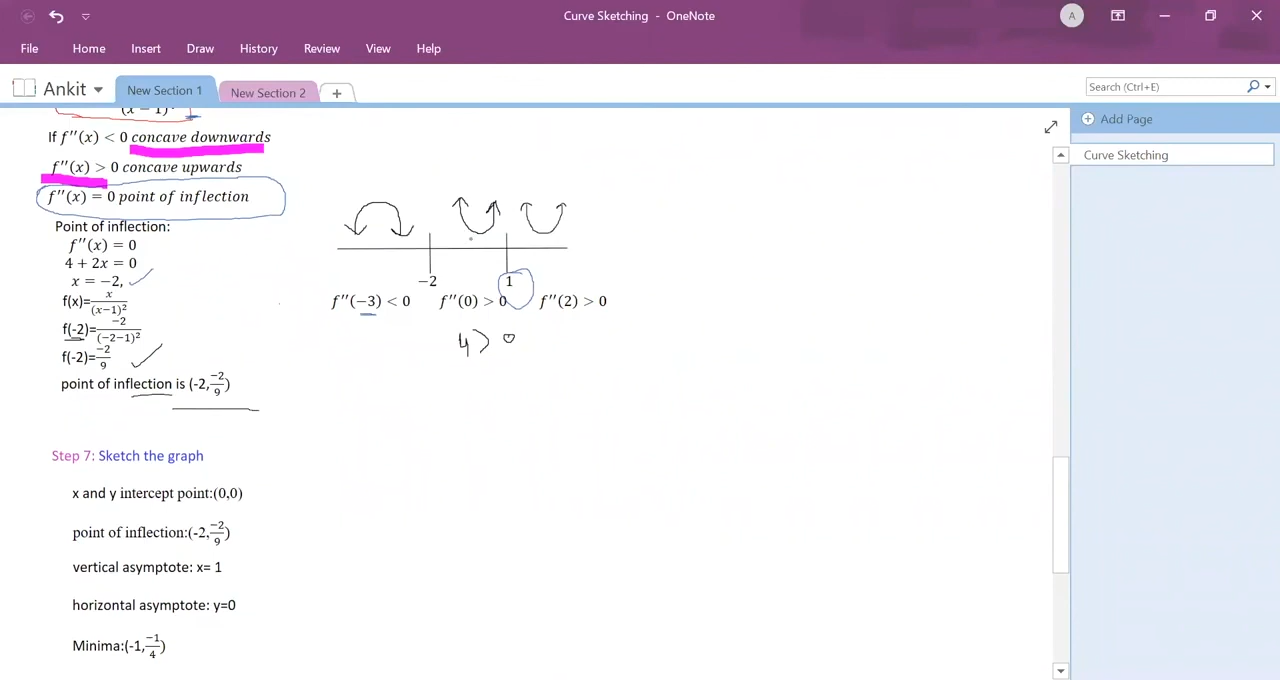 Curve Sketching - OneNote
A
File Home Insert Draw History Review View Help
Ankit New Section 1 New Section 2 +
Search (Ctrl+E)
Add Page
Curve Sketching
(x − 1)
If f''(x) < 0 concave downwards
f''(x) > 0 concave upwards
f''(x) = 0 point of inflection
Point of inflection:
f''(x) = 0
4 + 2x = 0
x = −2,
f(x)=x/(x−1)²
f(-2)=−2/(−2−1)²
f(-2)=−2/9
point of inflection is (-2,−2/9)
−2 1
f''(−3) < 0 f''(0) > 0 f''(2) > 0
4 > 0
Step 7: Sketch the graph
x and y intercept point:(0,0)
point of inflection:(-2,−2/9)
vertical asymptote: x= 1
horizontal asymptote: y=0
Minima:(-1,−1/4)